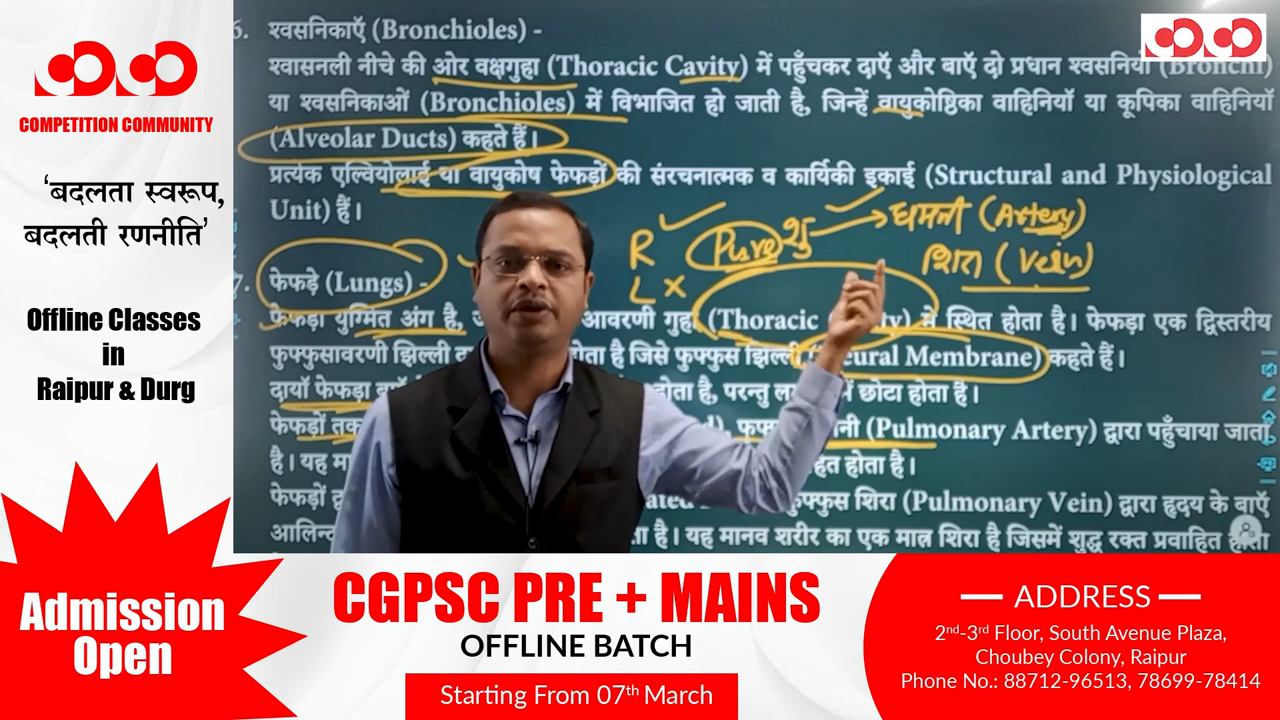 COMPETITION COMMUNITY
‘बदलता स्वरूप,
बदलती रणनीति’
Offline Classes
in
Raipur & Durg
Admission
Open
6. श्वसनिकाएँ (Bronchioles) -
श्वासनली नीचे की ओर वक्षगुहा (Thoracic Cavity) में पहुँचकर दाएँ और बाएँ दो प्रधान श्वसनियों (Bronchi)
या श्वसनिकाओं (Bronchioles) में विभाजित हो जाती है, जिन्हें वायुकोष्ठिका वाहिनियाँ या कूपिका वाहिनियाँ
(Alveolar Ducts) कहते हैं।
प्रत्येक एल्वियोलाई या वायुकोष फेफड़ों की संरचनात्मक व कार्यिकी इकाई (Structural and Physiological
Unit) हैं।
R Pure शु धमनी (Artery)
L शिरा (Vein)
7. फेफड़े (Lungs) -
फेफड़ा युग्मित अंग है, आवरणी गुहा (Thoracic में स्थित होता है। फेफड़ा एक द्विस्तरीय
फुफ्फुसावरणी झिल्ली होता है जिसे फुफ्फुस झिल्ली Membrane) कहते हैं।
दायाँ फेफड़ा होता है, परन्तु छोटा होता है।
फेफड़ों (Pulmonary Artery) द्वारा पहुँचाया जाता
है। यह होता है।
फेफड़ों शिरा (Pulmonary Vein) द्वारा हृदय के बाएँ
है। यह मानव शरीर का एक मात्र शिरा है जिसमें शुद्ध रक्त प्रवाहित होता
CGPSC PRE + MAINS
OFFLINE BATCH
Starting From 07th March
ADDRESS
2nd-3rd Floor, South Avenue Plaza,
Choubey Colony, Raipur
Phone No.: 88712-96513, 78699-78414